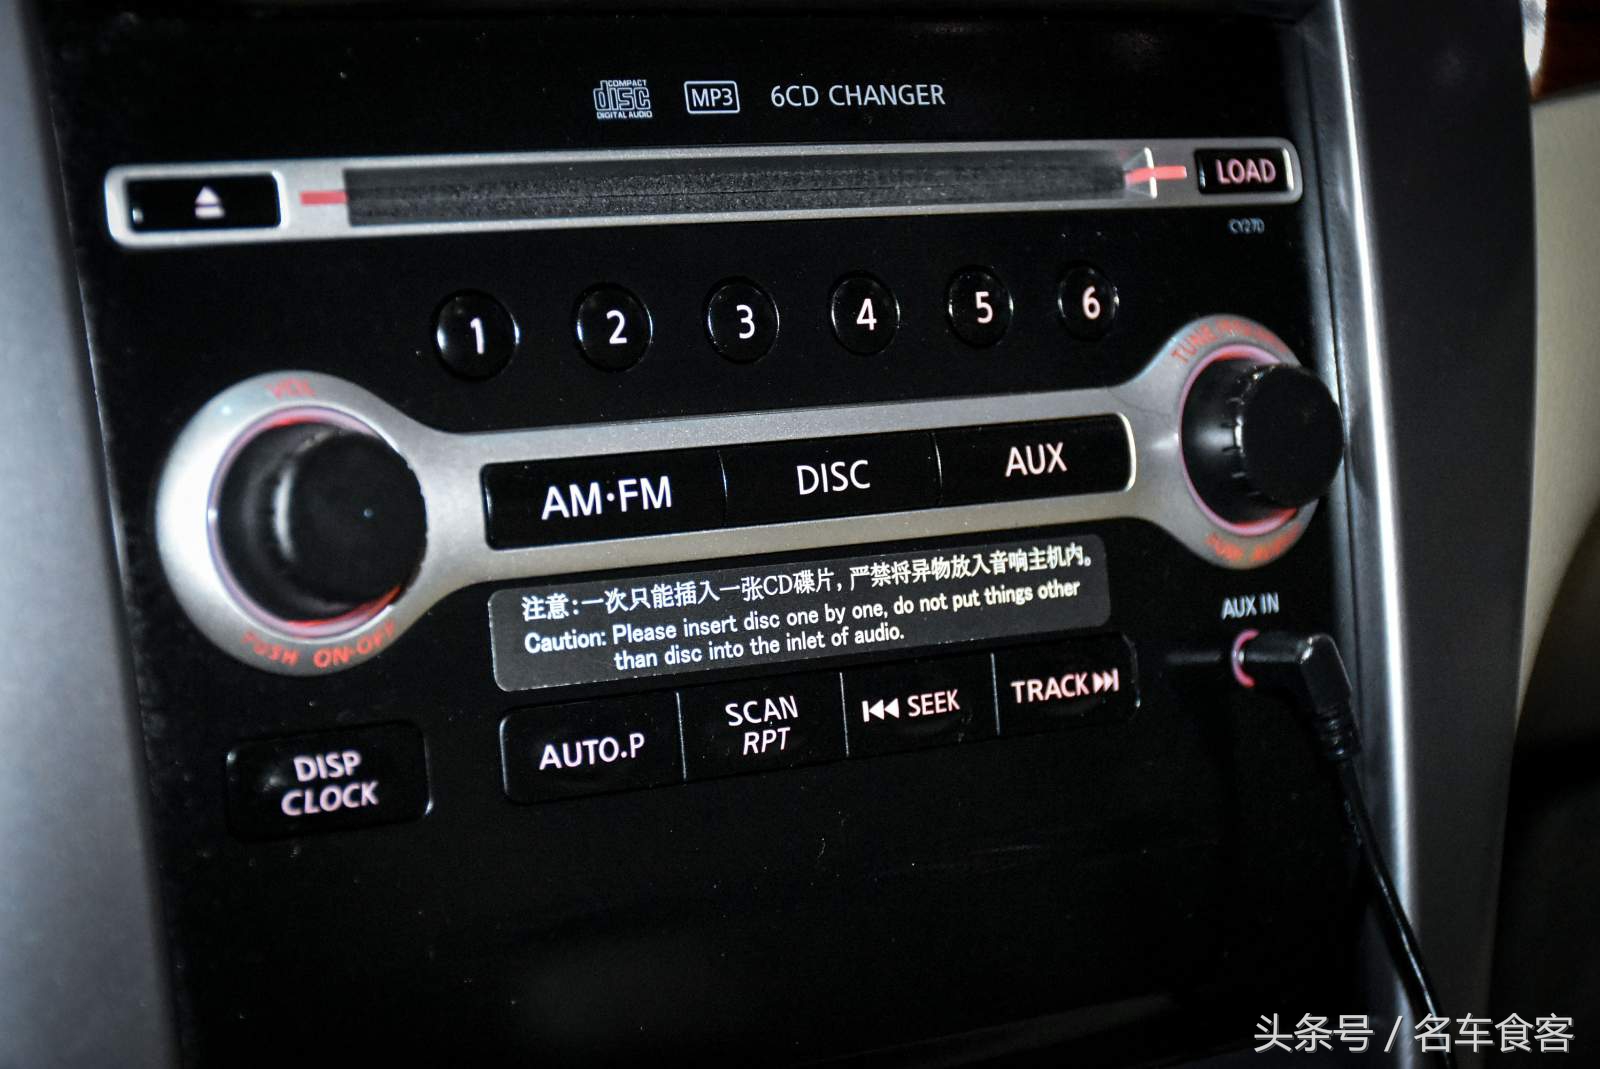 COMPACT
disc
DIGITAL AUDIO
MP3
6CD CHANGER
LOAD
CY27D
1
2
3
4
5
6
VOL
TUNE
AM·FM
DISC
AUX
PUSH ON-OFF
注意:一次只能插入一张CD碟片,严禁将异物放入音响主机内。
Caution: Please insert disc one by one, do not put things other
than disc into the inlet of audio.
AUX IN
DISP
CLOCK
AUTO.P
SCAN
RPT
SEEK
TRACK
头条号 / 名车食客